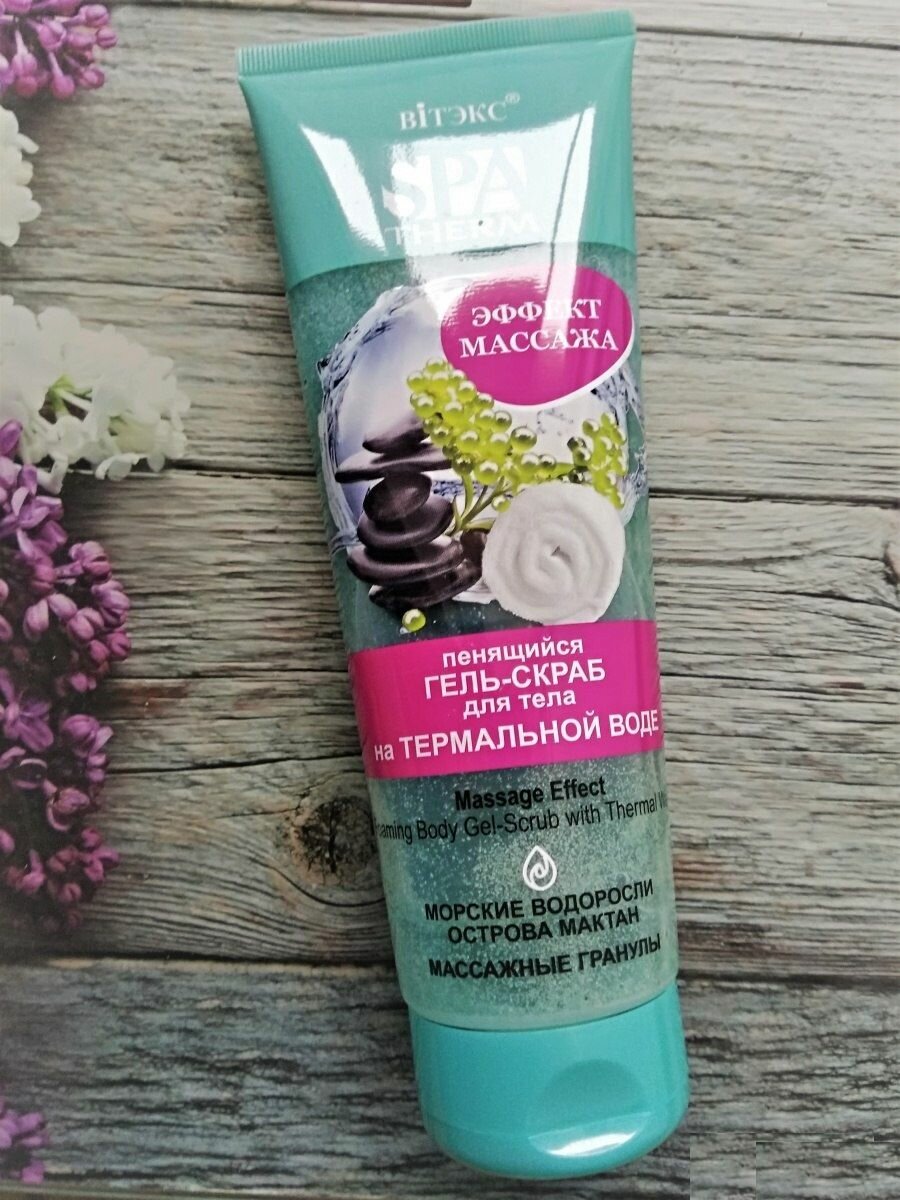 вiтэкс®
SPA
THERM
ЭФФЕКТ
МАССАЖА
пенящийся
ГЕЛЬ-СКРАБ
для тела
на ТЕРМАЛЬНОЙ ВОДЕ
Massage Effect
Body Gel-Scrub with Thermal
МОРСКИЕ ВОДОРОСЛИ
ОСТРОВА МАКТАН
МАССАЖНЫЕ ГРАНУЛЫ